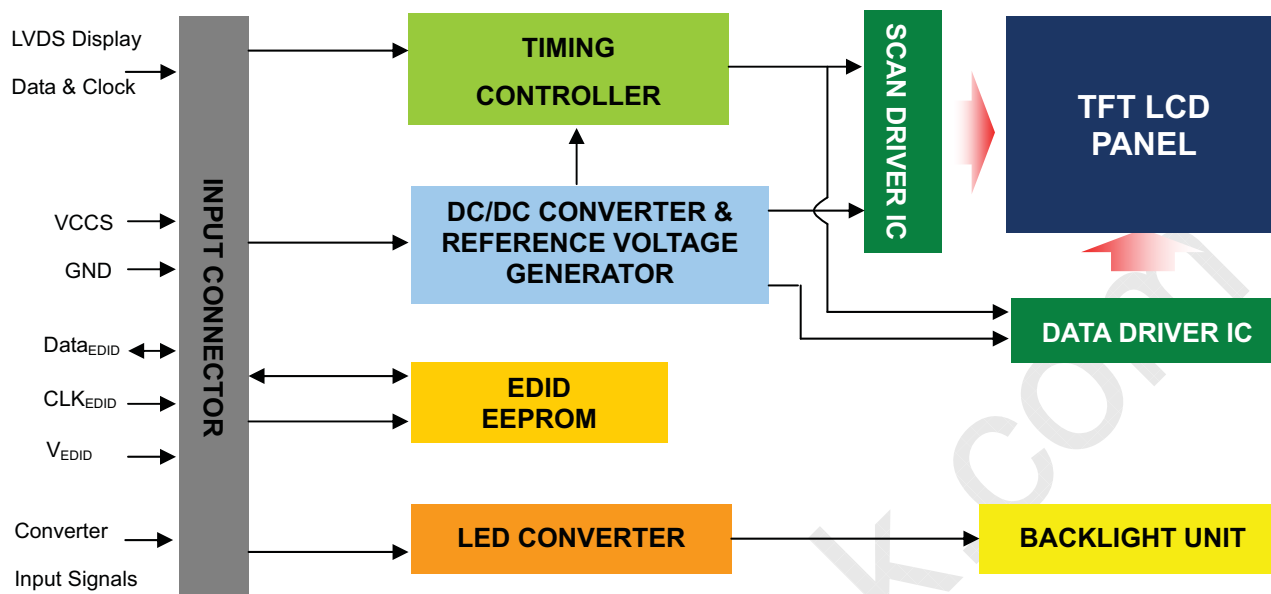 LVDS Display
Data & Clock
VCCS
GND
DataEDID
CLKEDID
VEDID
Converter
Input Signals
INPUT CONNECTOR
TIMING
CONTROLLER
DC/DC CONVERTER &
REFERENCE VOLTAGE
GENERATOR
EDID
EEPROM
LED CONVERTER
SCAN DRIVER IC
TFT LCD
PANEL
DATA DRIVER IC
BACKLIGHT UNIT
k.com